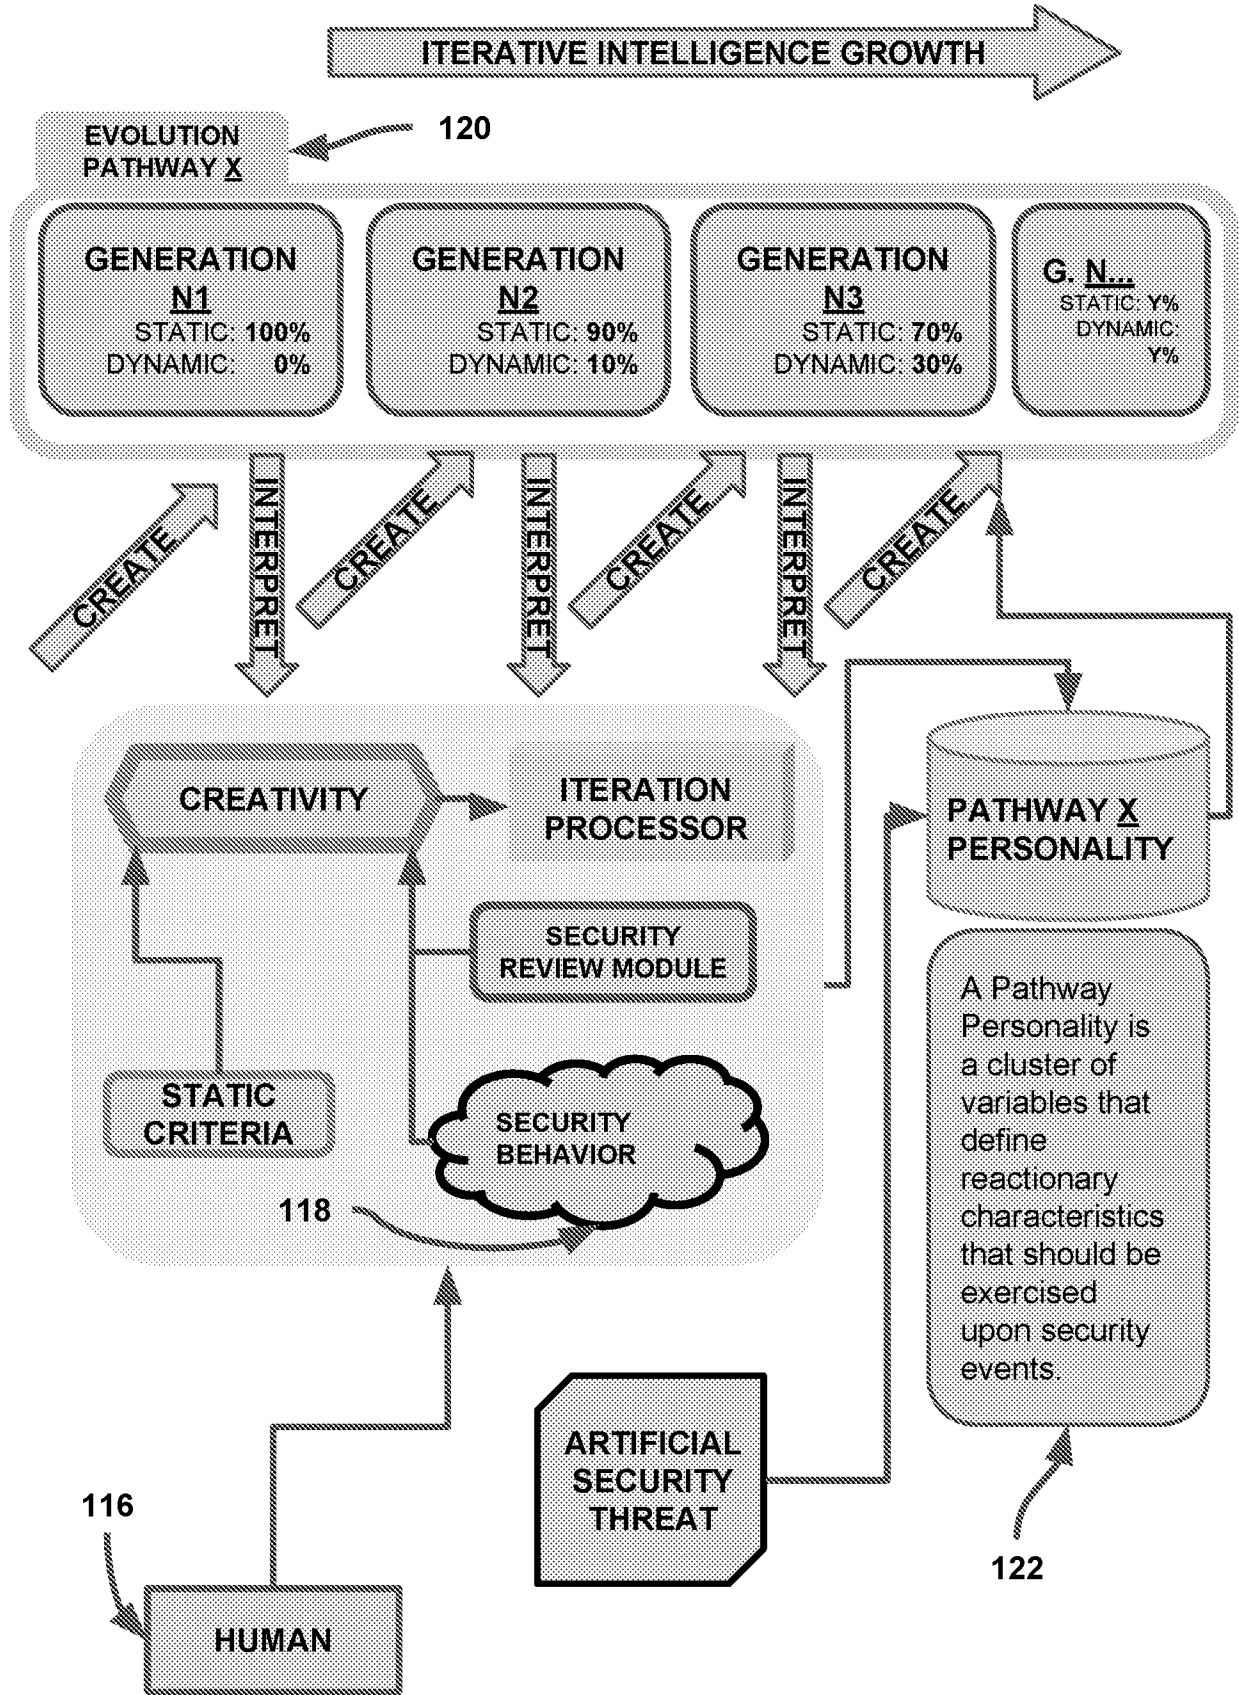 ITERATIVE INTELLIGENCE GROWTH
120
EVOLUTION
PATHWAY X
GENERATION
N1
STATIC: 100%
DYNAMIC: 0%
GENERATION
N2
STATIC: 90%
DYNAMIC: 10%
GENERATION
N3
STATIC: 70%
DYNAMIC: 30%
G. N...
STATIC: Y%
DYNAMIC:
Y%
CREATE
INTERPRET
CREATE
INTERPRET
CREATE
INTERPRET
CREATE
CREATIVITY
ITERATION
PROCESSOR
PATHWAY X
PERSONALITY
SECURITY
REVIEW MODULE
STATIC
CRITERIA
SECURITY
BEHAVIOR
118
A Pathway
Personality is
a cluster of
variables that
define
reactionary
characteristics
that should be
exercised
upon security
events.
ARTIFICIAL
SECURITY
THREAT
116
122
HUMAN